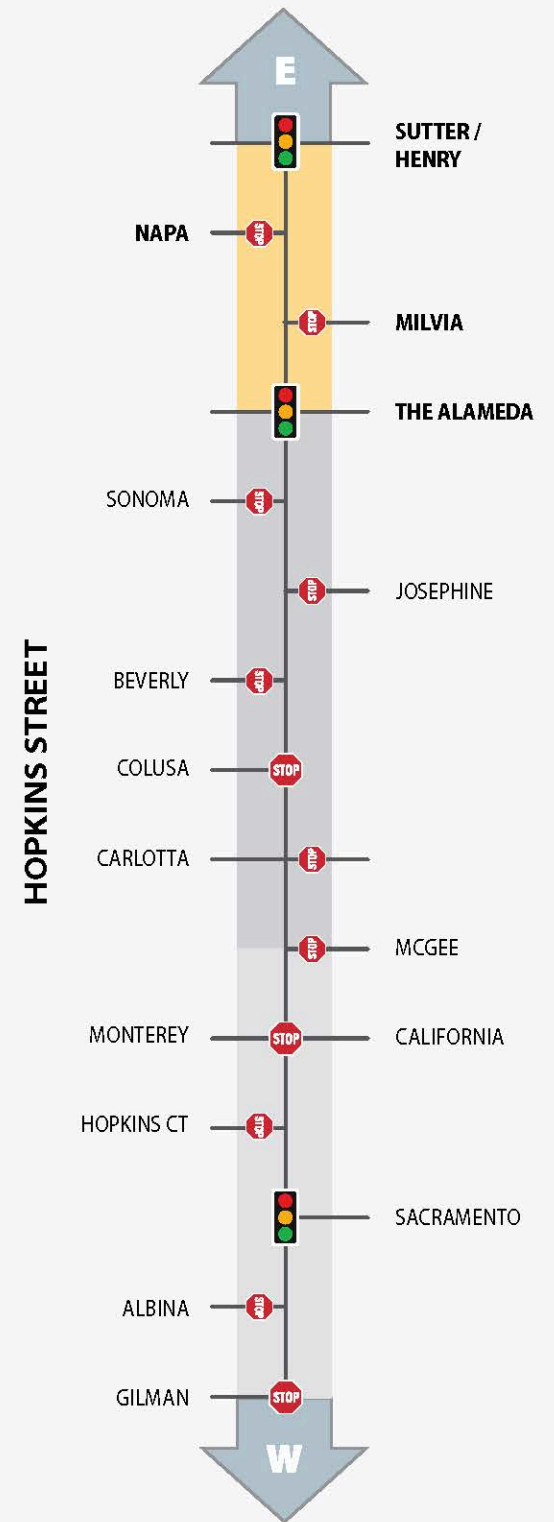 E
SUTTER /
HENRY
NAPA
STOP
STOP
MILVIA
THE ALAMEDA
SONOMA
STOP
STOP
JOSEPHINE
BEVERLY
STOP
COLUSA
STOP
CARLOTTA
STOP
STOP
MCGEE
MONTEREY
STOP
CALIFORNIA
HOPKINS CT
STOP
SACRAMENTO
ALBINA
STOP
GILMAN
STOP
W
HOPKINS STREET